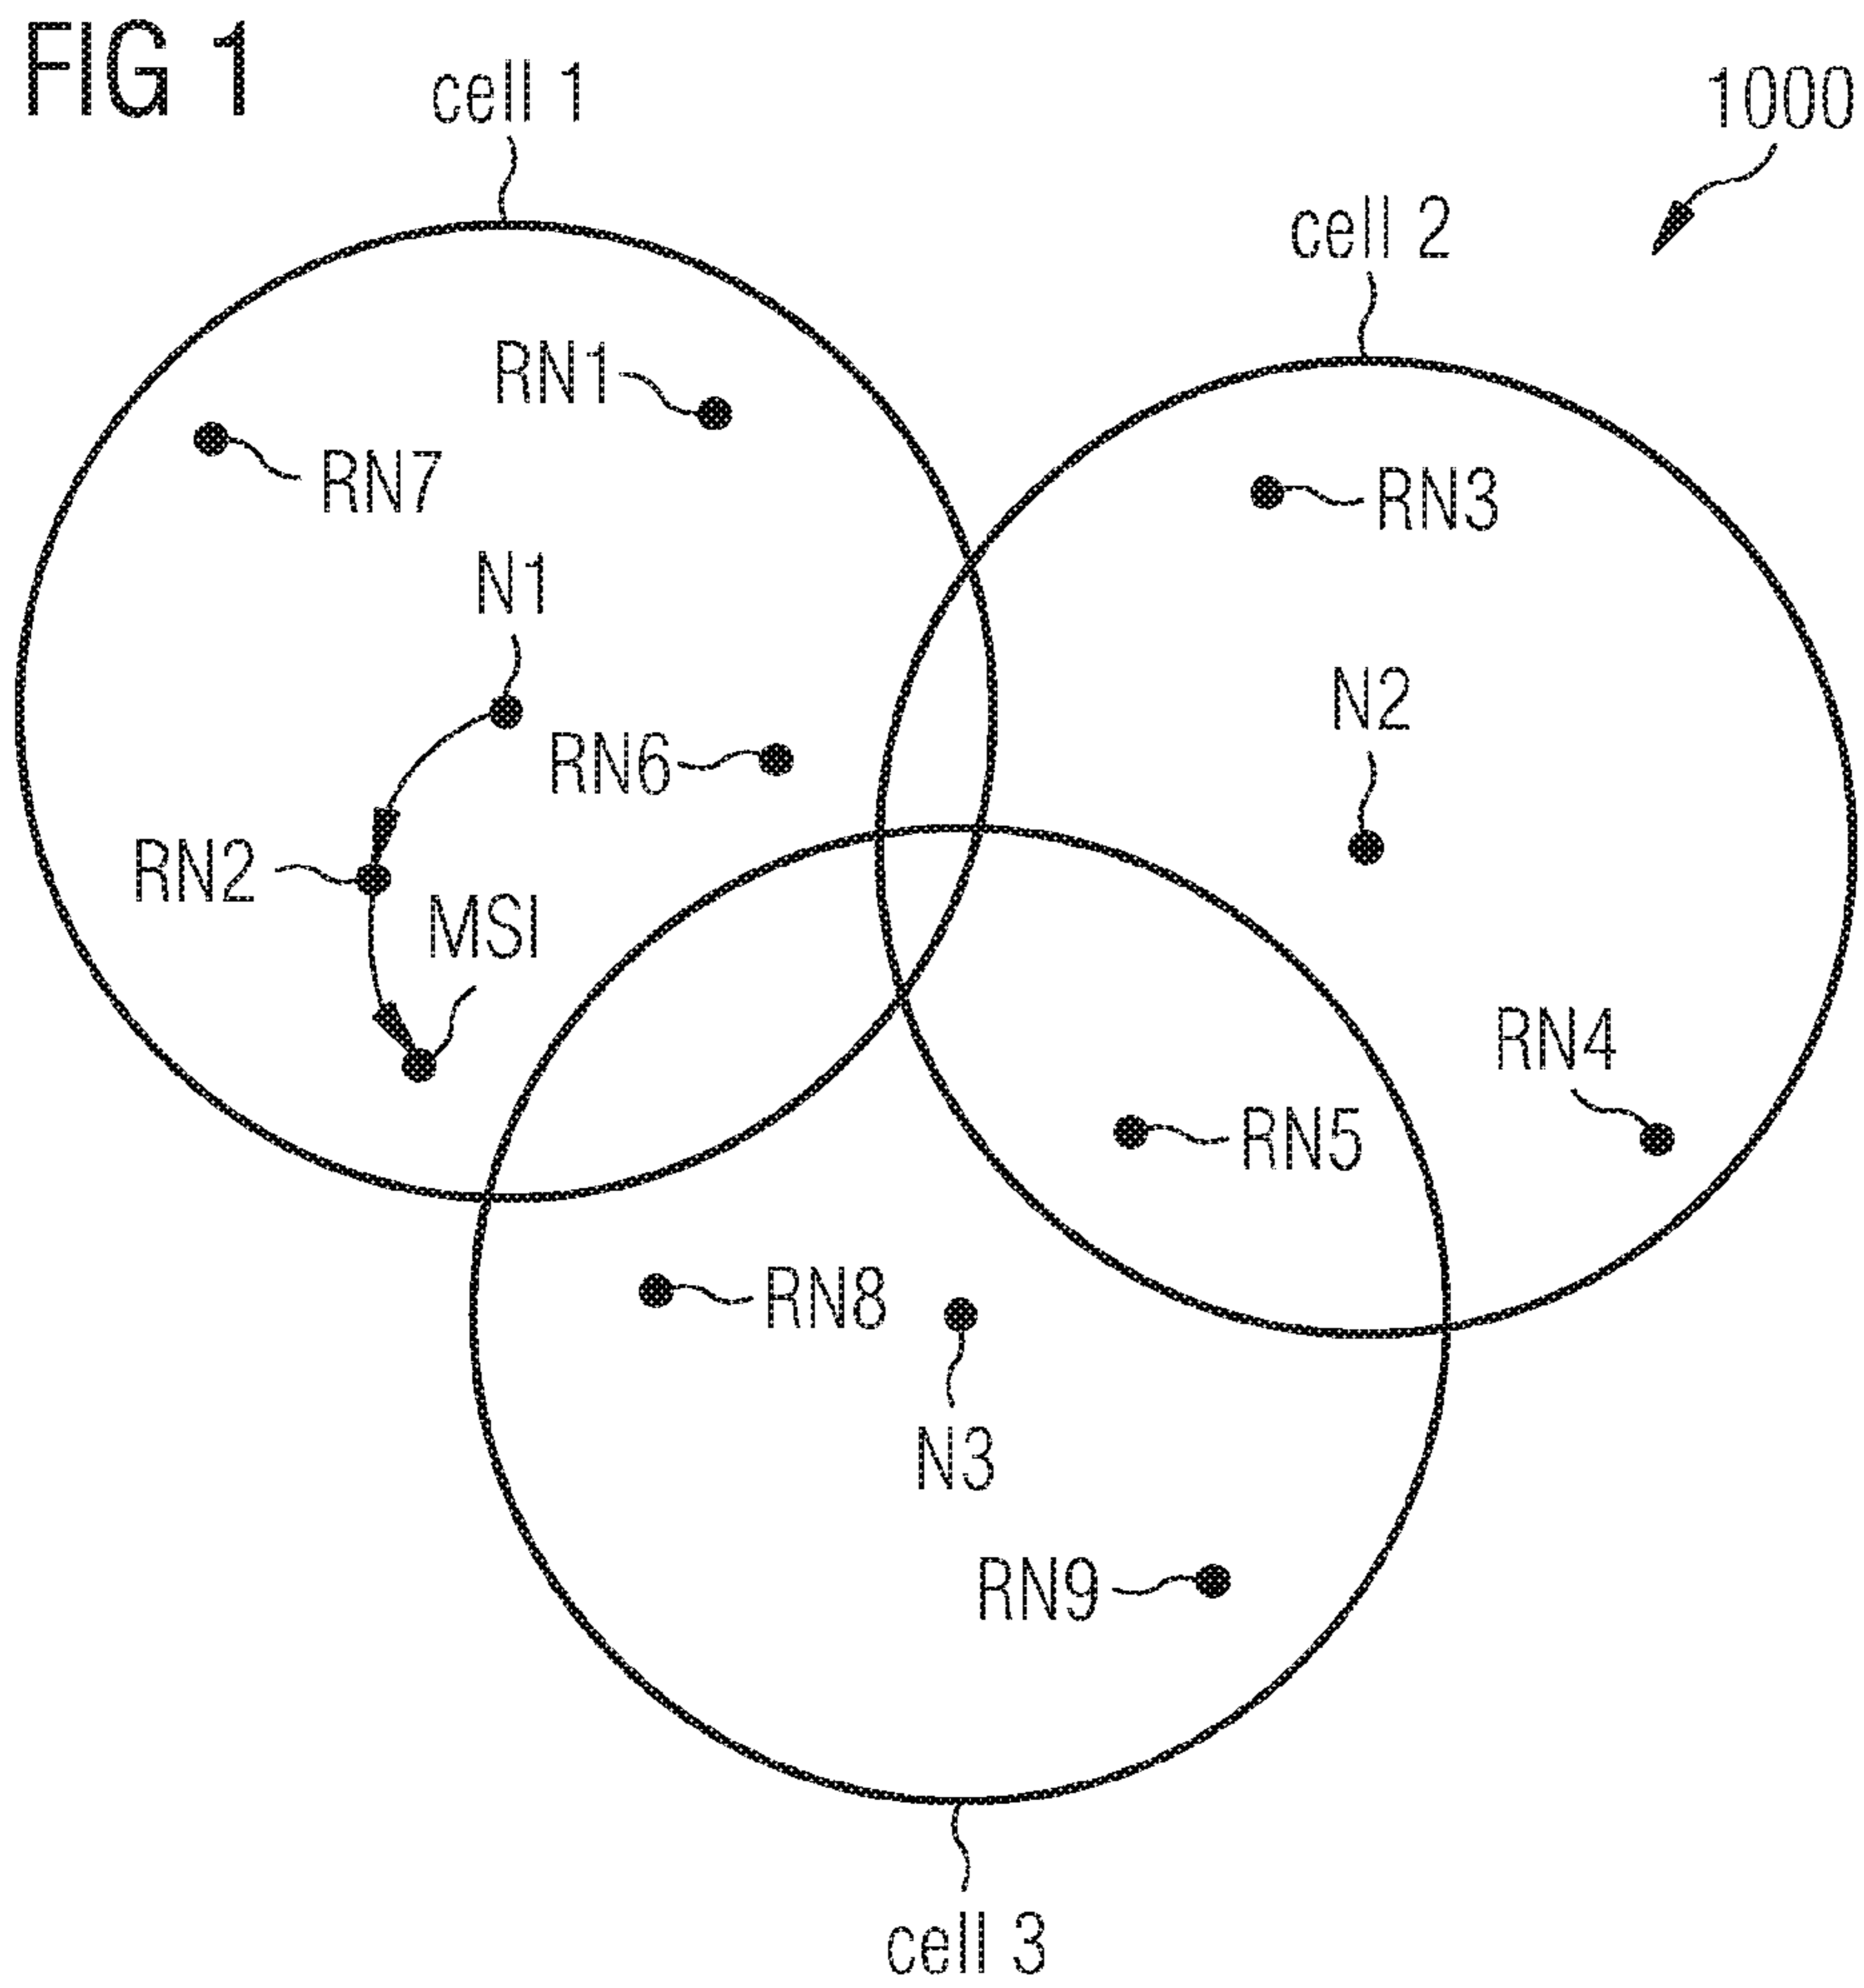 FIG 1
cell 1
1000
cell 2
RN1
RN7
RN3
N1
N2
RN6
RN2
MSI
RN4
RN5
RN8
N3
RN9
cell 3